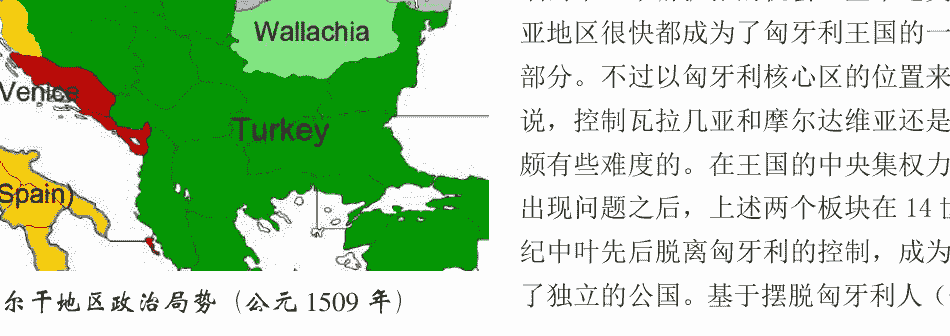 Wallachia
Venice
Turkey
Spain)
尔干地区政治局势（公元 1509 年）
亚地区很快都成为了匈牙利王国的一
部分。不过以匈牙利核心区的位置来
说，控制瓦拉几亚和摩尔达维亚还是
颇有些难度的。在王国的中央集权力
出现问题之后，上述两个板块在 14 世
纪中叶先后脱离匈牙利的控制，成为
了独立的公国。基于摆脱匈牙利人（